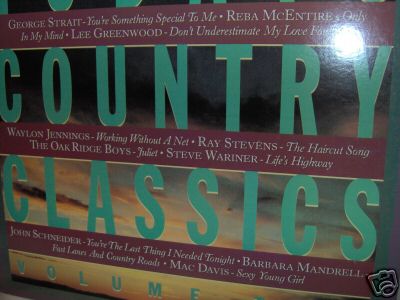 GEORGE STRAIT - You're Something Special To Me • REBA McENTIRE - Only
In My Mind • LEE GREENWOOD - Don't Underestimate My Love For
COUNTRY
WAYLON JENNINGS - Working Without A Net • RAY STEVENS - The Haircut Song
THE OAK RIDGE BOYS - Juliet • STEVE WARINER - Life's Highway
CLASSICS
JOHN SCHNEIDER - You're The Last Thing I Needed Tonight • BARBARA MANDRELL -
Fast Lanes And Country Roads • MAC DAVIS - Sexy Young Girl
VOLUME